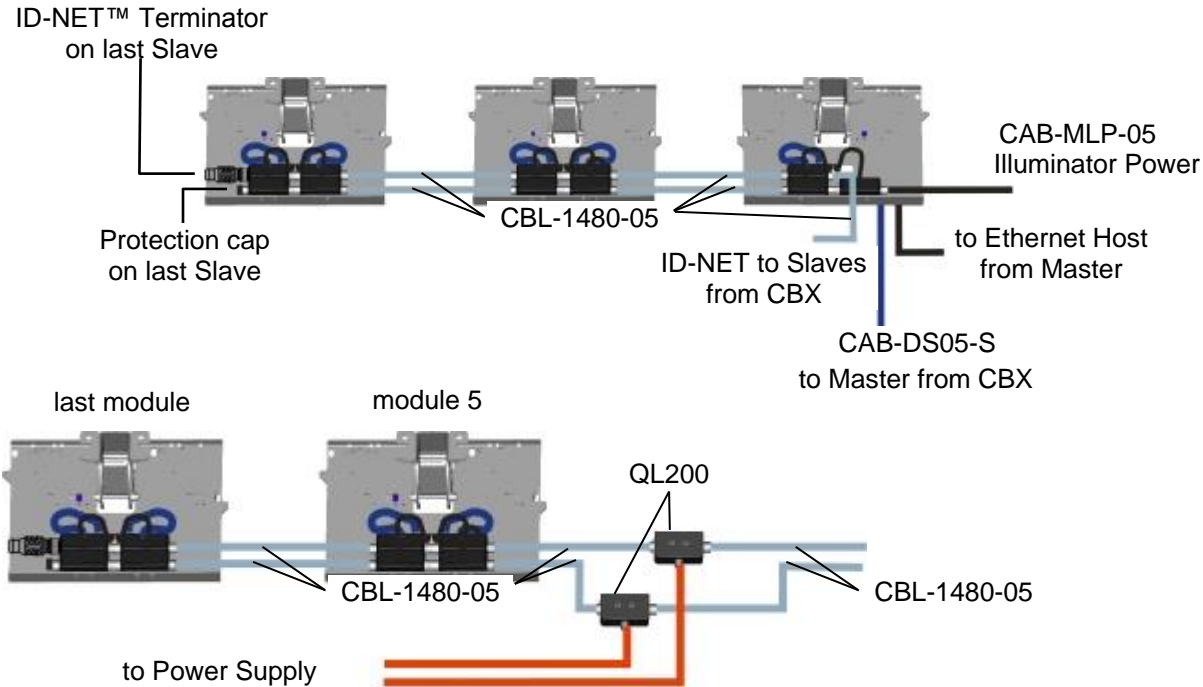 ID-NET™ Terminator
on last Slave
CAB-MLP-05
Illuminator Power
CBL-1480-05
Protection cap
on last Slave
to Ethernet Host
from Master
ID-NET to Slaves
from CBX
CAB-DS05-S
to Master from CBX
last module
module 5
QL200
CBL-1480-05
CBL-1480-05
to Power Supply